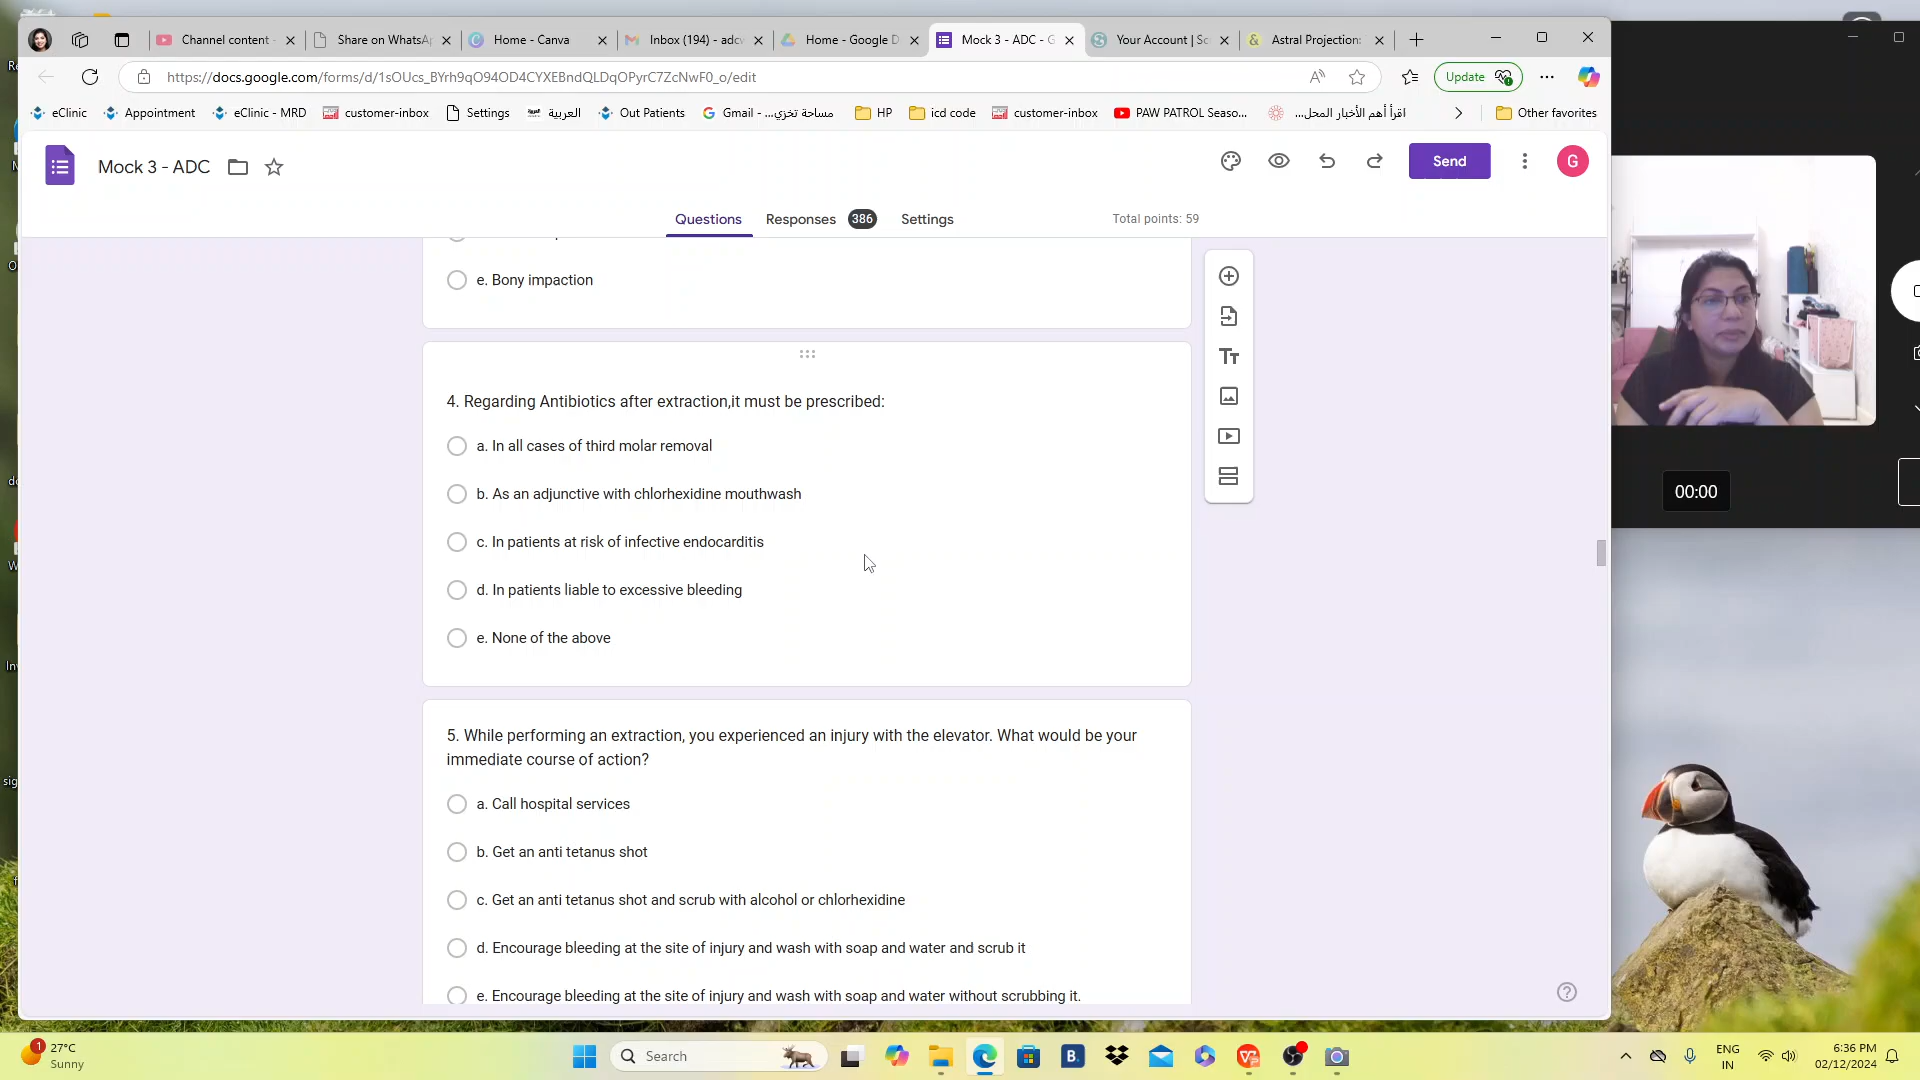 Channel content -
Share on WhatsA
Home - Canva
Inbox (194) - adc
Home - Google D
Mock 3 - ADC - G
Your Account | Sc
Astral Projection:
https://docs.google.com/forms/d/1sOUcs_BYrh9qO94OD4CYXEBndQLDqOPyrC7ZcNwF0_o/edit
Update
eClinic
Appointment
eClinic - MRD
customer-inbox
Settings
العربية
Out Patients
Gmail - مساحة تخزي...
HP
icd code
customer-inbox
PAW PATROL Seaso...
اقرأ أهم الأخبار المحل...
Other favorites
Mock 3 - ADC
Send
G
Questions
Responses 386
Settings
Total points: 59
e. Bony impaction
4. Regarding Antibiotics after extraction,it must be prescribed:
a. In all cases of third molar removal
b. As an adjunctive with chlorhexidine mouthwash
c. In patients at risk of infective endocarditis
d. In patients liable to excessive bleeding
e. None of the above
5. While performing an extraction, you experienced an injury with the elevator. What would be your
immediate course of action?
a. Call hospital services
b. Get an anti tetanus shot
c. Get an anti tetanus shot and scrub with alcohol or chlorhexidine
d. Encourage bleeding at the site of injury and wash with soap and water and scrub it
e. Encourage bleeding at the site of injury and wash with soap and water without scrubbing it.
00:00
1
27°C
Sunny
Search
B.
ENG
IN
6:36 PM
02/12/2024